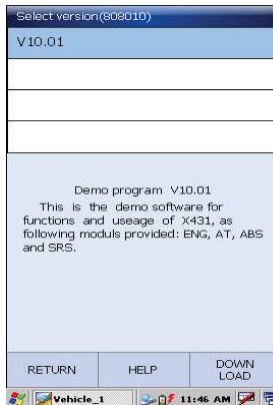 Select version(808010)
V10.01
Demo program V10.01
This is the demo software for
functions and useage of X431, as
following moduls provided: ENG, AT, ABS
and SRS.
RETURN HELP DOWN
LOAD
Vehicle_1 11:46 AM